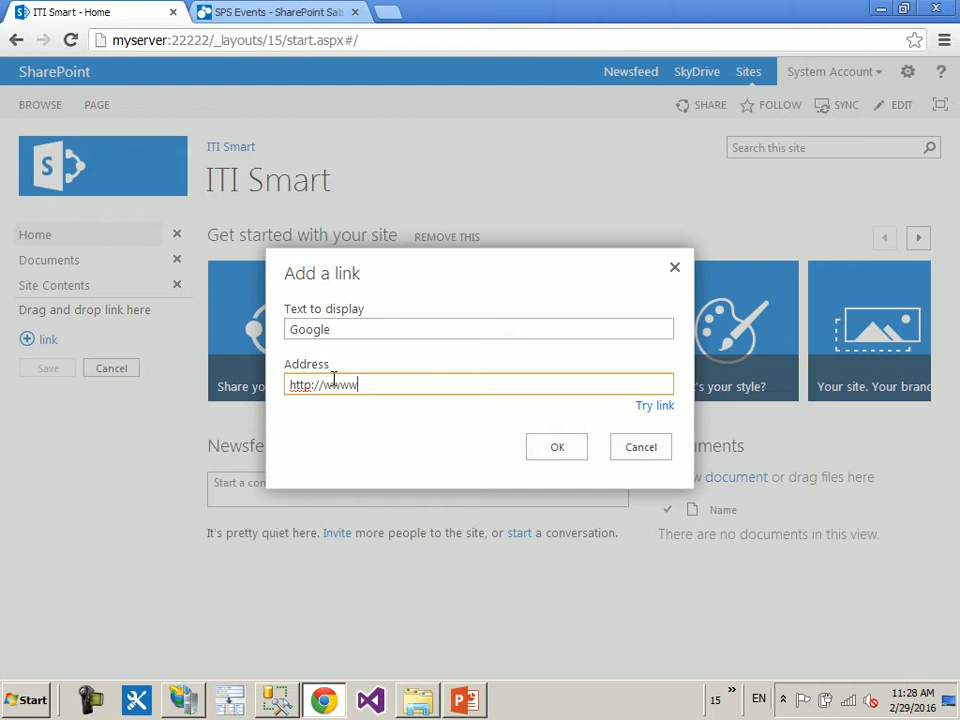 ITI Smart - Home
SPS Events - SharePoint Sat
myserver:22222/_layouts/15/start.aspx#/
SharePoint
Newsfeed SkyDrive Sites System Account ?
BROWSE PAGE SHARE FOLLOW SYNC EDIT
ITI Smart
Search this site
ITI Smart
Home
Documents
Site Contents
Drag and drop link here
link
Save Cancel
Get started with your site REMOVE THIS
Share you
t's your style?
Your site. Your bran
Add a link
Text to display
Google
Address
http://www
Try link
OK Cancel
Newsfe
Start a con
It's pretty quiet here. Invite more people to the site, or start a conversation.
uments
w document or drag files here
Name
There are no documents in this view.
Start
15 EN
11:28 AM
2/29/2016